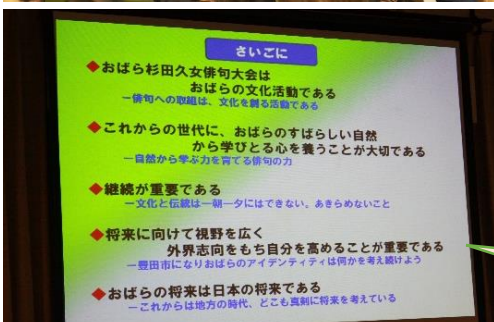 さいごに
◆おばら杉田久女俳句大会は
おばらの文化活動である
ー俳句への取組は、文化を創る活動である
◆これからの世代に、おばらのすばらしい自然
から学びとる心を養うことが大切である
ー自然から学ぶ力を育てる俳句の力
◆継続が重要である
ー文化と伝統は一朝一夕にはできない。あきらめないこと
◆将来に向けて視野を広く
外界志向をもち自分を高めることが重要である
ー豊田市になりおばらのアイデンティティは何かを考え続けよう
◆おばらの将来は日本の将来である
ーこれからは地方の時代、どこも真剣に将来を考えている